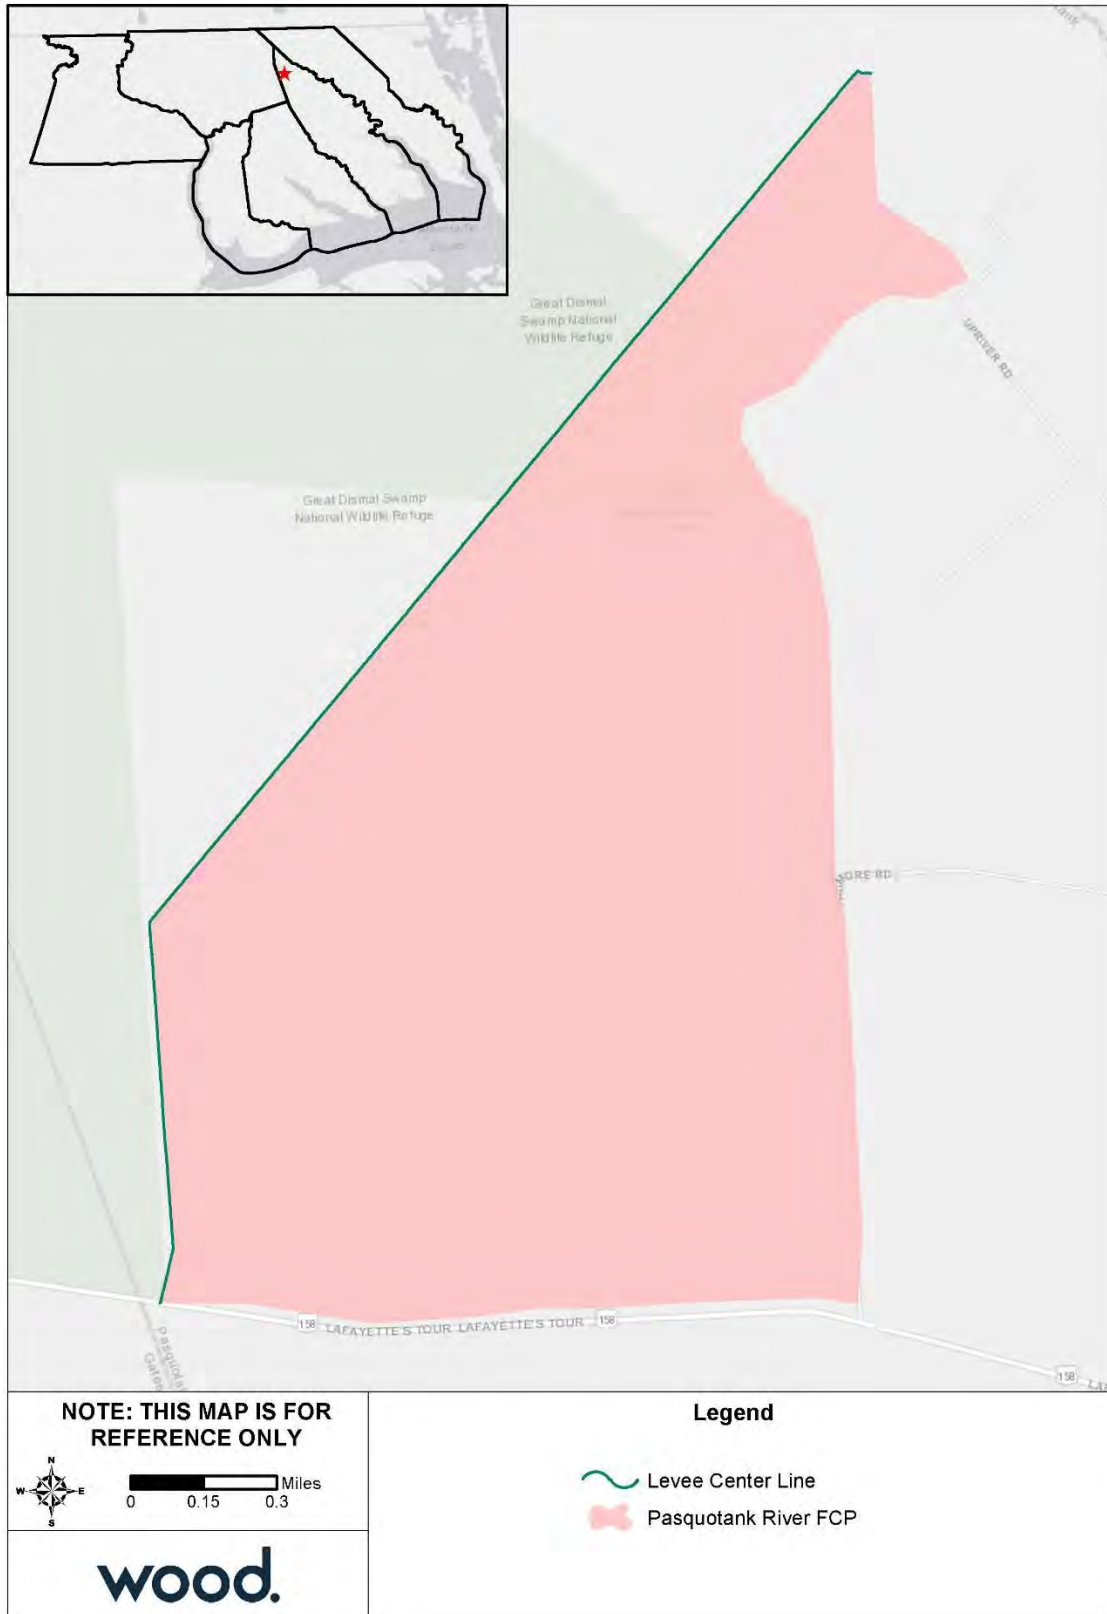 Great Dismal
Swamp National
Wildlife Refuge
UPRIVER RD
Great Dismal Swamp
National Wildlife Refuge
158
LAFAYETTE'S TOUR
LAFAYETTE'S TOUR
158
158
NOTE: THIS MAP IS FOR
REFERENCE ONLY
N
W
E
S
Miles
0
0.15
0.3
wood.
Legend
Levee Center Line
Pasquotank River FCP